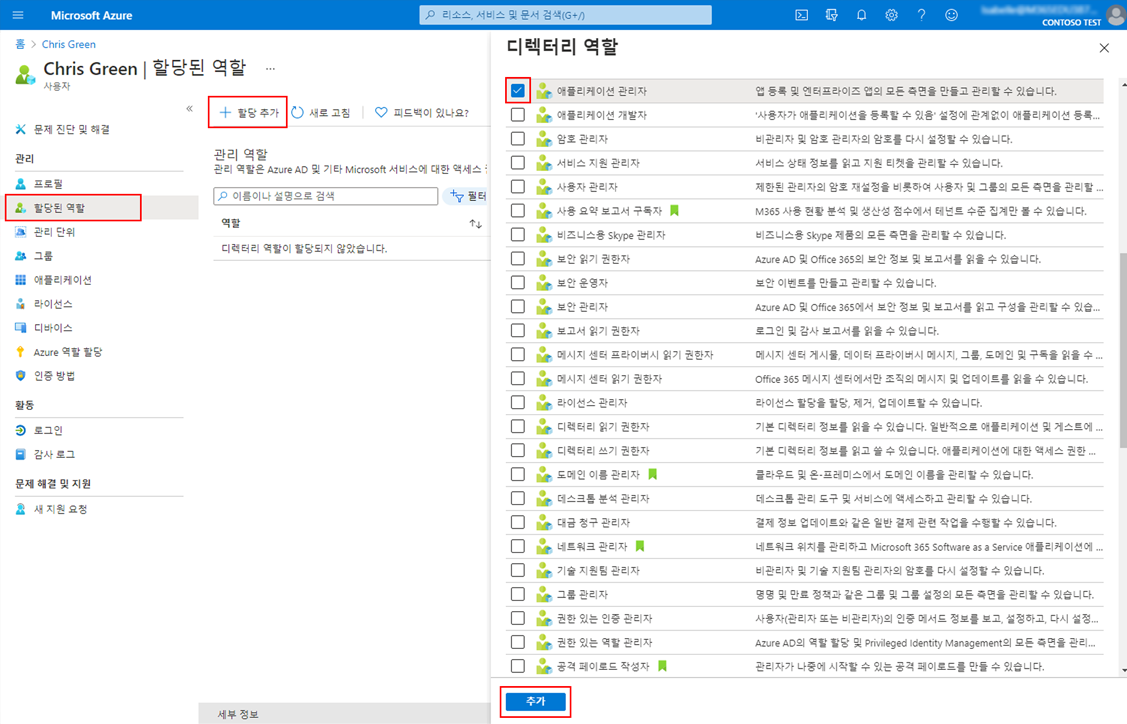 Microsoft Azure
리소스, 서비스 및 문서 검색(G+/)
CONTOSO TEST
홈 > Chris Green
Chris Green | 할당된 역할 ...
사용자
문제 진단 및 해결
관리
프로필
할당된 역할
관리 단위
그룹
애플리케이션
라이선스
디바이스
Azure 역할 할당
인증 방법
활동
로그인
감사 로그
문제 해결 및 지원
새 지원 요청
할당 추가
새로 고침
피드백이 있나요?
관리 역할
관리 역할은 Azure AD 및 기타 Microsoft 서비스에 대한 액세스
이름이나 설명으로 검색
필터
역할
디렉터리 역할이 할당되지 않았습니다.
세부 정보
디렉터리 역할
애플리케이션 관리자 앱 등록 및 엔터프라이즈 앱의 모든 측면을 만들고 관리할 수 있습니다.
애플리케이션 개발자 '사용자가 애플리케이션을 등록할 수 있음' 설정에 관계없이 애플리케이션 등록...
암호 관리자 비관리자 및 암호 관리자의 암호를 다시 설정할 수 있습니다.
서비스 지원 관리자 서비스 상태 정보를 읽고 지원 티켓을 관리할 수 있습니다.
사용자 관리자 제한된 관리자의 암호 재설정을 비롯하여 사용자 및 그룹의 모든 측면을 관리할 ...
사용 요약 보고서 구독자 M365 사용 현황 분석 및 생산성 점수에서 테넌트 수준 집계만 볼 수 있습니다.
비즈니스용 Skype 관리자 비즈니스용 Skype 제품의 모든 측면을 관리할 수 있습니다.
보안 읽기 권한자 Azure AD 및 Office 365의 보안 정보 및 보고서를 읽을 수 있습니다.
보안 운영자 보안 이벤트를 만들고 관리할 수 있습니다.
보안 관리자 Azure AD 및 Office 365에서 보안 정보 및 보고서를 읽고 구성을 관리할 수 있습...
보고서 읽기 권한자 로그인 및 감사 보고서를 읽을 수 있습니다.
메시지 센터 프라이버시 읽기 권한자 메시지 센터 게시물, 데이터 프라이버시 메시지, 그룹, 도메인 및 구독을 읽을 수 ...
메시지 센터 읽기 권한자 Office 365 메시지 센터에서만 조직의 메시지 및 업데이트를 읽을 수 있습니다.
라이선스 관리자 라이선스 할당을 할당, 제거, 업데이트할 수 있습니다.
디렉터리 읽기 권한자 기본 디렉터리 정보를 읽을 수 있습니다. 일반적으로 애플리케이션 및 게스트에 ...
디렉터리 쓰기 권한자 기본 디렉터리 정보를 읽고 쓸 수 있습니다. 애플리케이션에 대한 액세스 권한 ...
도메인 이름 관리자 클라우드 및 온-프레미스에서 도메인 이름을 관리할 수 있습니다.
데스크톱 분석 관리자 데스크톱 관리 도구 및 서비스에 액세스하고 관리할 수 있습니다.
대금 청구 관리자 결제 정보 업데이트와 같은 일반 결제 관련 작업을 수행할 수 있습니다.
네트워크 관리자 네트워크 위치를 관리하고 Microsoft 365 Software as a Service 애플리케이션에 ...
기술 지원팀 관리자 비관리자 및 기술 지원팀 관리자의 암호를 다시 설정할 수 있습니다.
그룹 관리자 명명 및 만료 정책과 같은 그룹 및 그룹 설정의 모든 측면을 관리할 수 있습니다.
권한 있는 인증 관리자 사용자(관리자 또는 비관리자)의 인증 메서드 정보를 보고, 설정하고, 다시 설정...
권한 있는 역할 관리자 Azure AD의 역할 할당 및 Privileged Identity Management의 모든 측면을 관리...
공격 페이로드 작성자 관리자가 나중에 시작할 수 있는 공격 페이로드를 만들 수 있습니다.
추가